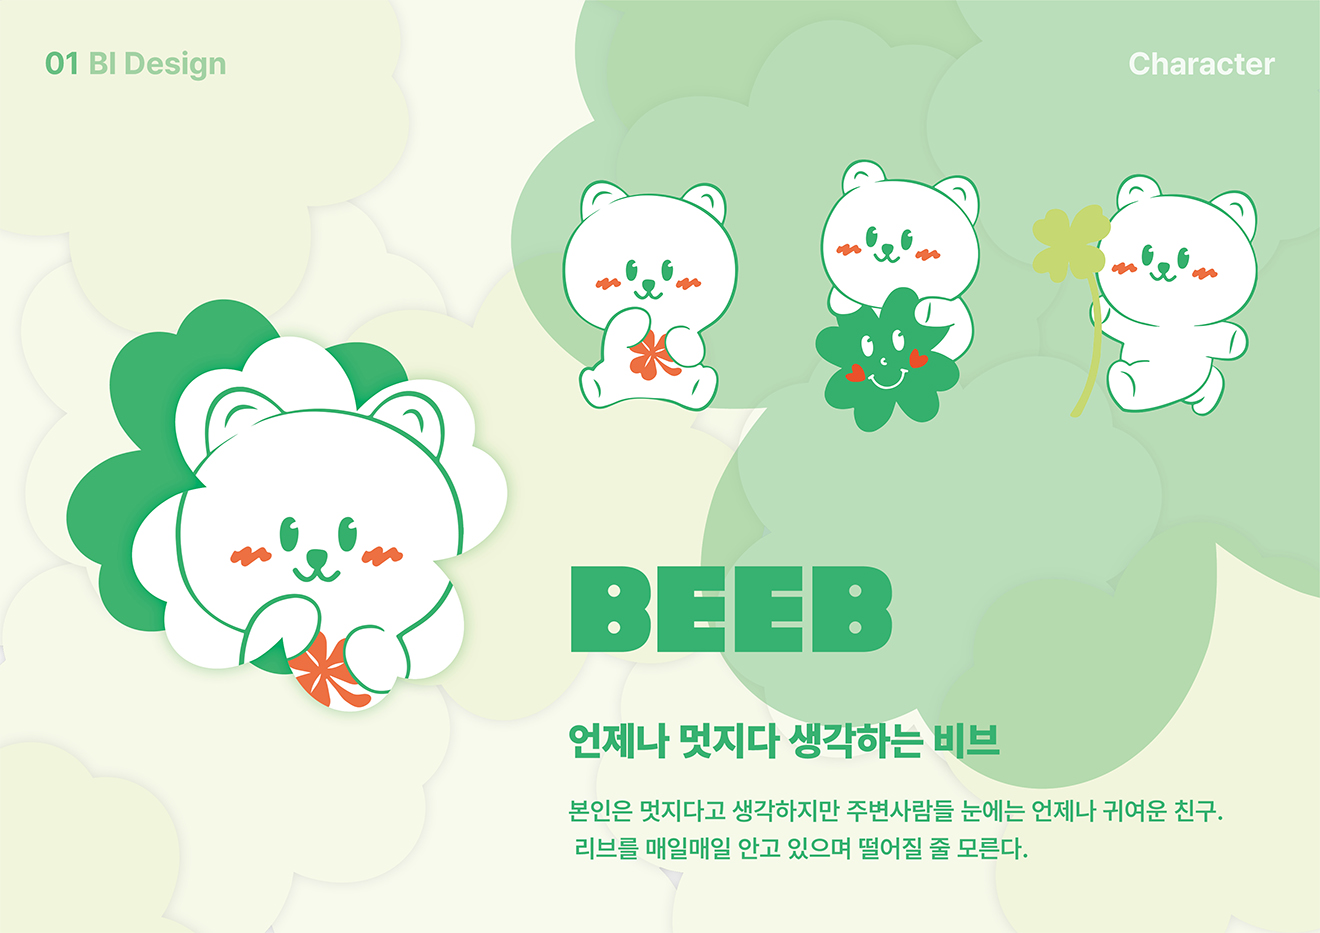 01 BI Design
Character
BEEB
언제나 멋지다 생각하는 비브
본인은 멋지다고 생각하지만 주변사람들 눈에는 언제나 귀여운 친구.
리브를 매일매일 안고 있으며 떨어질 줄 모른다.